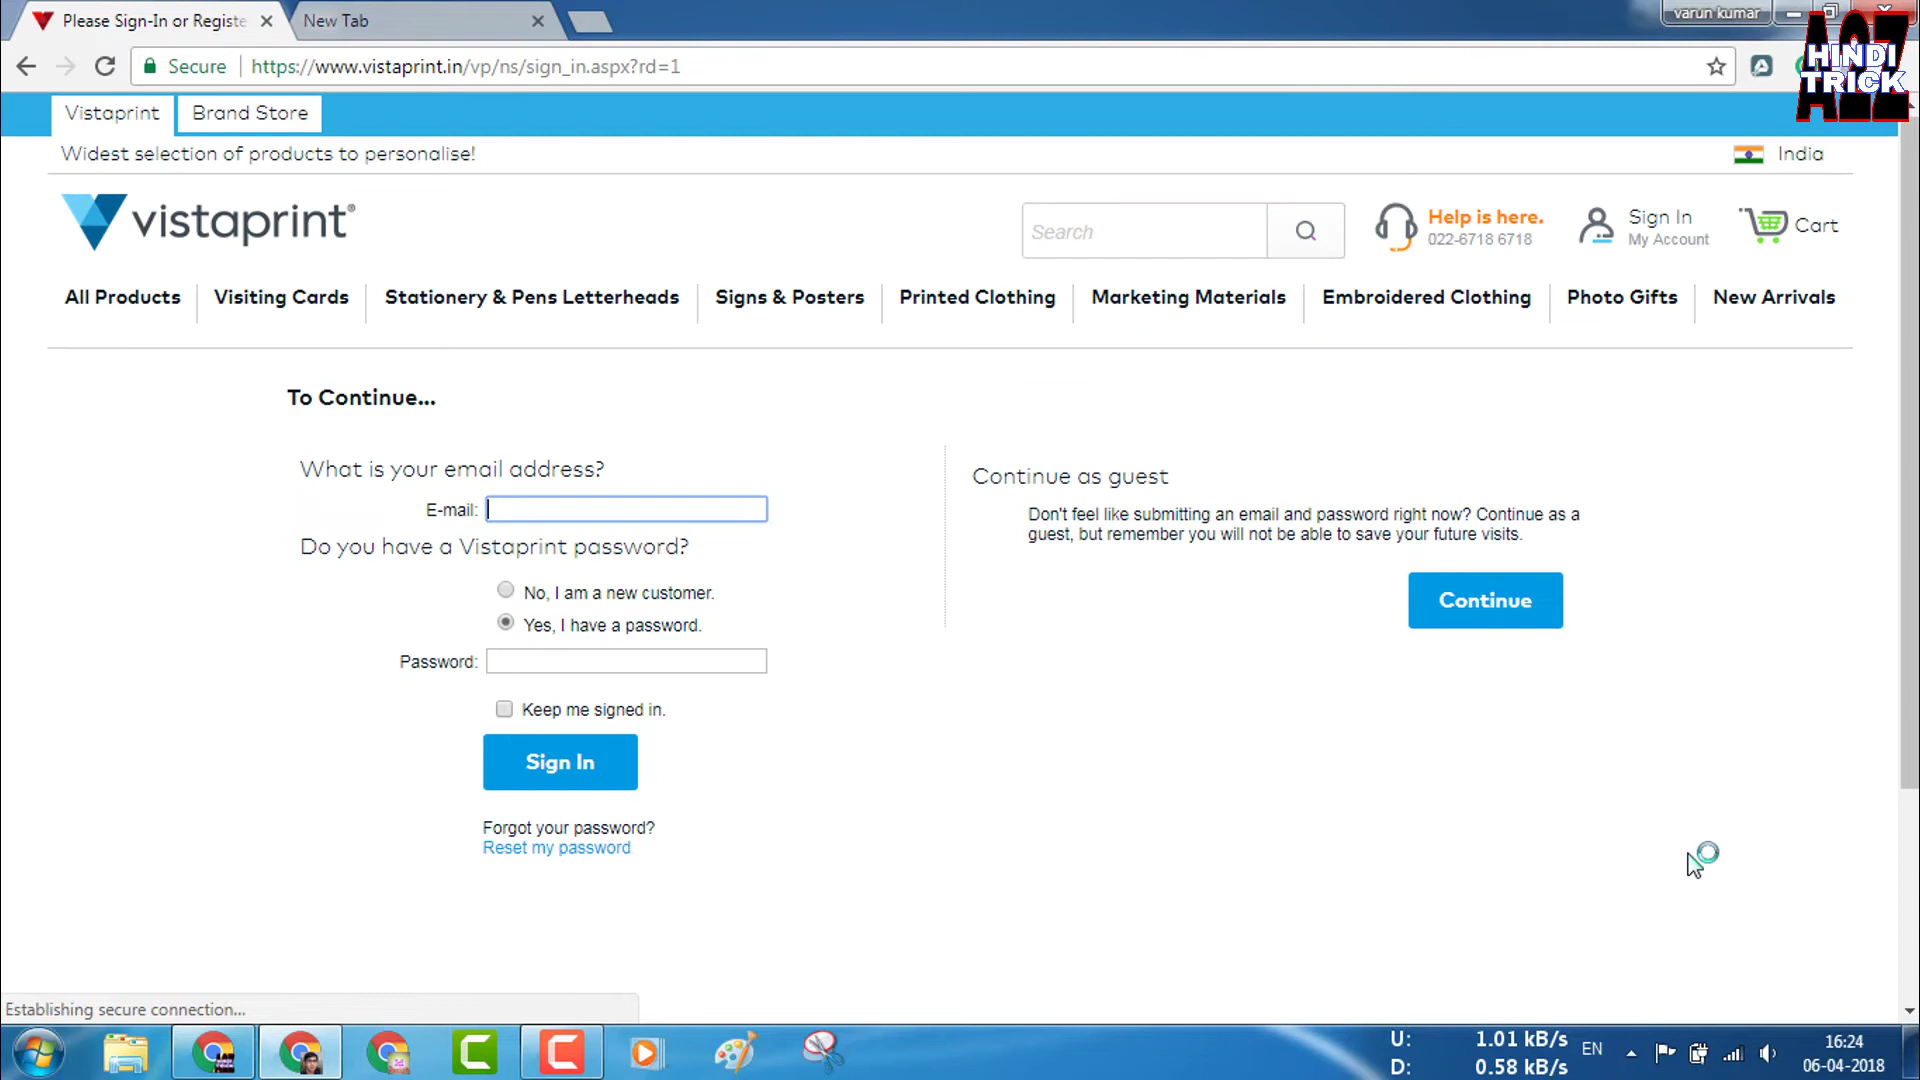 Please Sign-In or Registe
New Tab
varun kumar
Secure
https://www.vistaprint.in/vp/ns/sign_in.aspx?rd=1
A2Z
HINDI
TRICK
Vistaprint
Brand Store
Widest selection of products to personalise!
India
vistaprint®
Search
Help is here.
022-6718 6718
Sign In
My Account
Cart
All Products
Visiting Cards
Stationery & Pens Letterheads
Signs & Posters
Printed Clothing
Marketing Materials
Embroidered Clothing
Photo Gifts
New Arrivals
To Continue...
What is your email address?
E-mail:
Do you have a Vistaprint password?
No, I am a new customer.
Yes, I have a password.
Password:
Keep me signed in.
Sign In
Forgot your password?
Reset my password
Continue as guest
Don't feel like submitting an email and password right now? Continue as a
guest, but remember you will not be able to save your future visits.
Continue
Establishing secure connection...
U: 1.01 kB/s
D: 0.58 kB/s
EN
16:24
06-04-2018